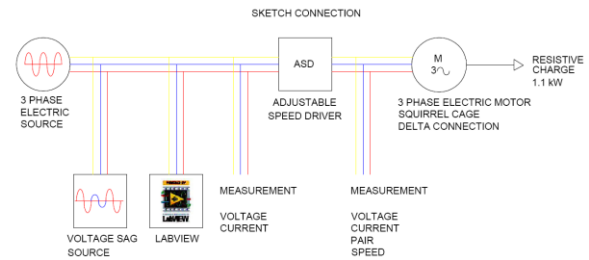 SKETCH CONNECTION
ASD
M
3
3 PHASE
ELECTRIC
SOURCE
ADJUSTABLE
SPEED DRIVER
3 PHASE ELECTRIC MOTOR
SQUIRREL CAGE
DELTA CONNECTION
RESISTIVE
CHARGE
1.1 kW
VOLTAGE SAG
SOURCE
LabVIEW
LABVIEW
MEASUREMENT
VOLTAGE
CURRENT
MEASUREMENT
VOLTAGE
CURRENT
PAIR
SPEED